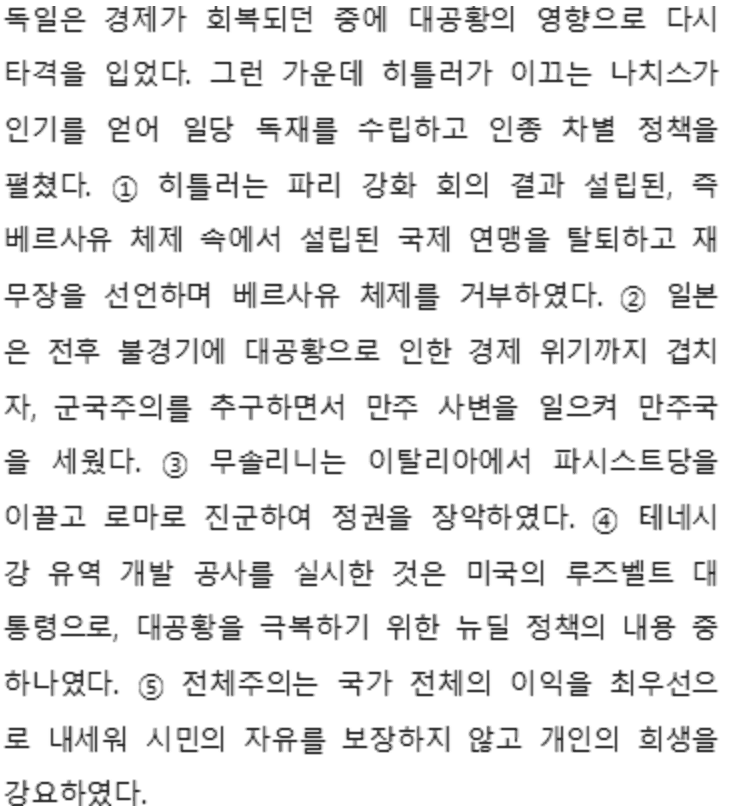 독일은 경제가 회복되던 중에 대공황의 영향으로 다시
타격을 입었다. 그런 가운데 히틀러가 이끄는 나치스가
인기를 얻어 일당 독재를 수립하고 인종 차별 정책을
펼쳤다. ① 히틀러는 파리 강화 회의 결과 설립된, 즉
베르사유 체제 속에서 설립된 국제 연맹을 탈퇴하고 재
무장을 선언하며 베르사유 체제를 거부하였다. ② 일본
은 전후 불경기에 대공황으로 인한 경제 위기까지 겹치
자, 군국주의를 추구하면서 만주 사변을 일으켜 만주국
을 세웠다. ③ 무솔리니는 이탈리아에서 파시스트당을
이끌고 로마로 진군하여 정권을 장악하였다. ④ 테네시
강 유역 개발 공사를 실시한 것은 미국의 루즈벨트 대
통령으로, 대공황을 극복하기 위한 뉴딜 정책의 내용 중
하나였다. ⑤ 전체주의는 국가 전체의 이익을 최우선으
로 내세워 시민의 자유를 보장하지 않고 개인의 희생을
강요하였다.